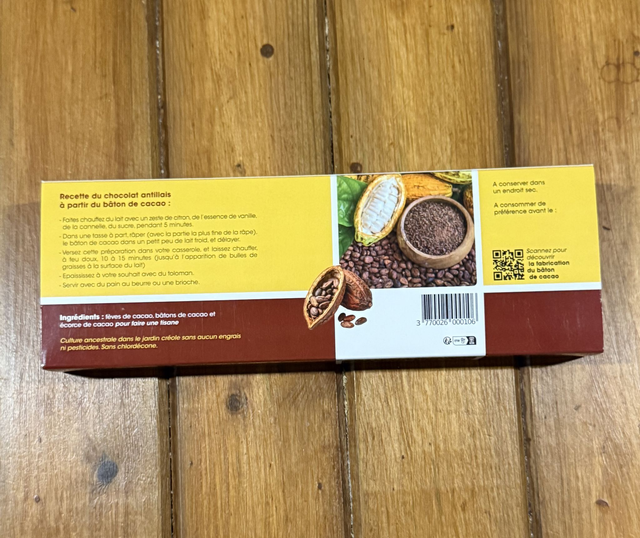 Recette du chocolat antillais
à partir du bâton de cacao :
- Faites chauffez du lait avec un zeste de citron, de l'essence de vanille,
de la cannelle, du sucre, pendant 5 minutes.
- Dans une tasse à part, râper (avec la partie la plus fine de la râpe),
le bâton de cacao dans un petit peu de lait froid, et délayer.
- Versez cette préparation dans votre casserole, et laissez chauffer,
à feu doux, 10 à 15 minutes (jusqu'à l'apparition de bulles de
graisses à la surface du lait)
- Epaississez à votre souhait avec du toloman.
- Servir avec du pain au beurre ou une brioche.
Ingrédients : fèves de cacao, bâtons de cacao et
écorce de cacao pour faire une tisane
Culture ancestrale dans le jardin créole sans aucun engrais
ni pesticides. Sans chlordécone.
3 770026 000106
A conserver dans
un endroit sec.
A consommer de
préférence avant le :
Scannez pour
découvrir
la fabrication
du bâton
de cacao